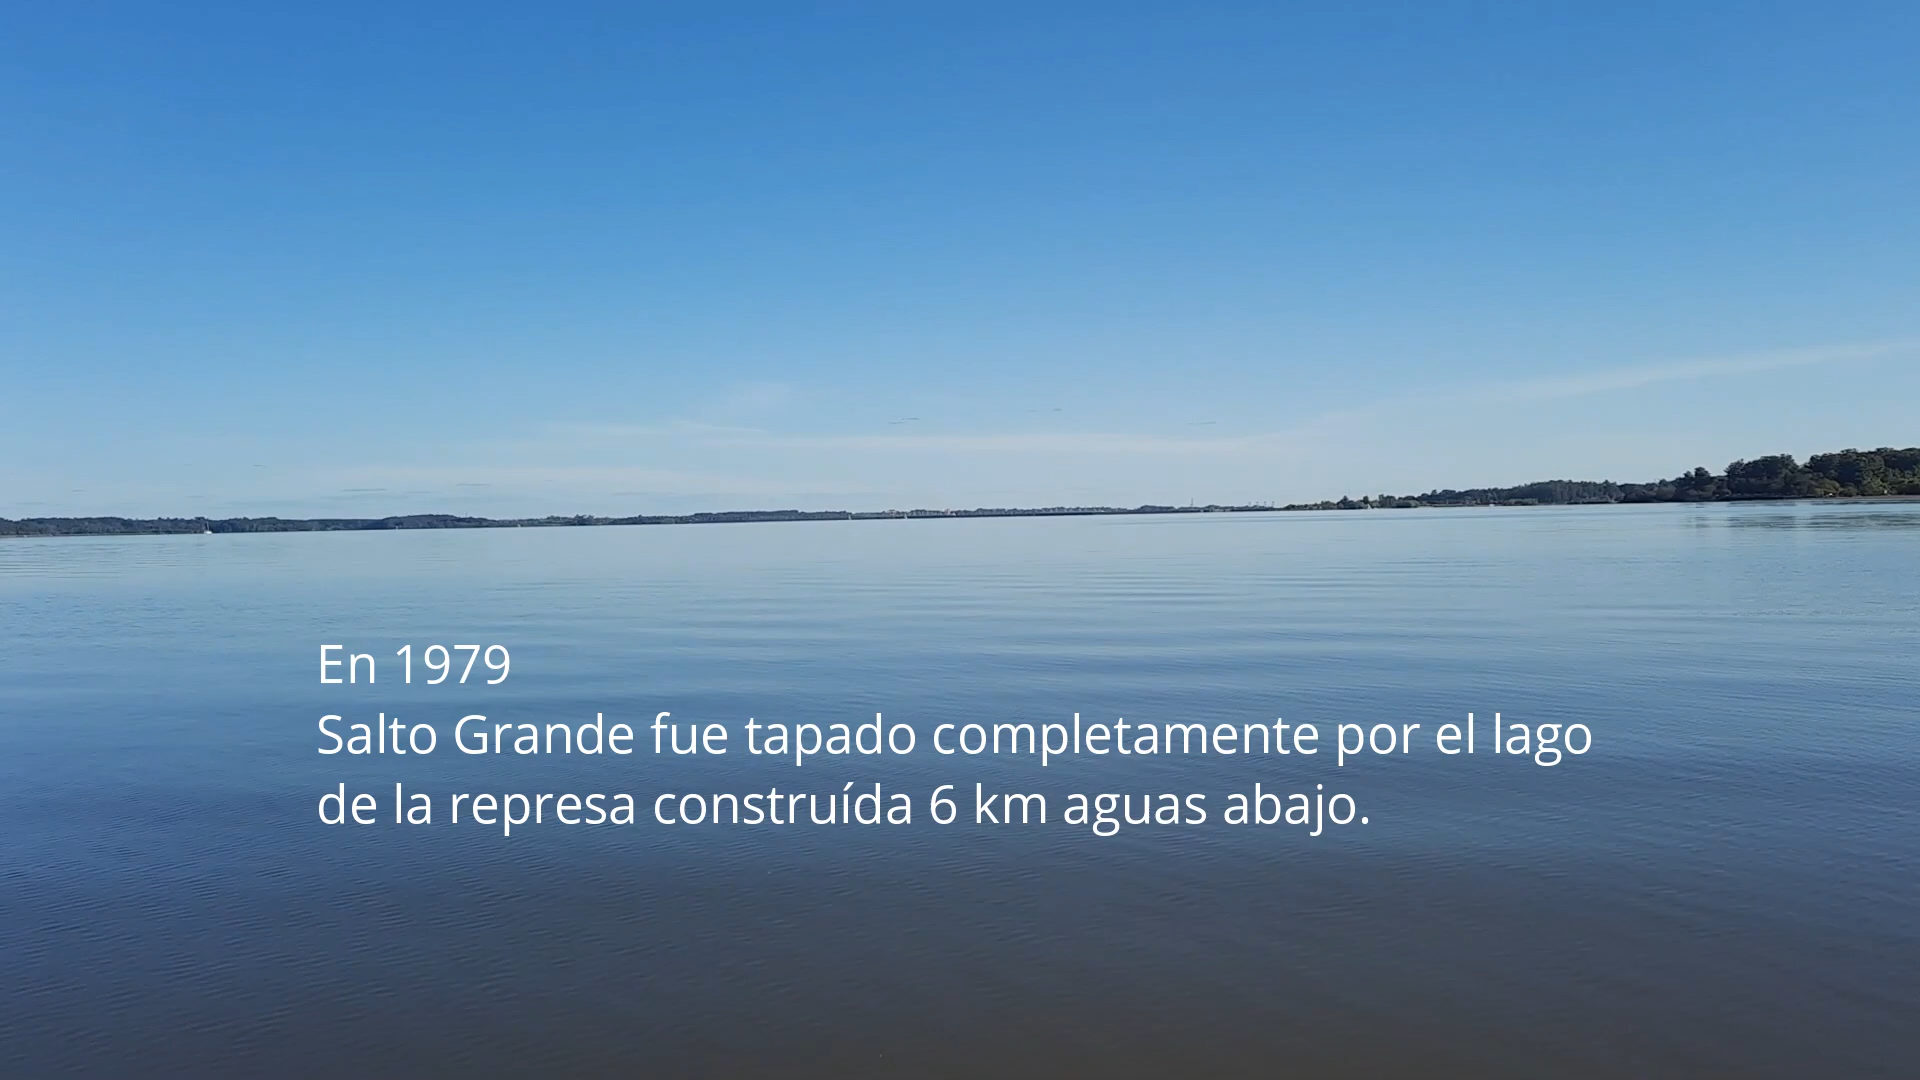 En 1979
Salto Grande fue tapado completamente por el lago
de la represa construída 6 km aguas abajo.